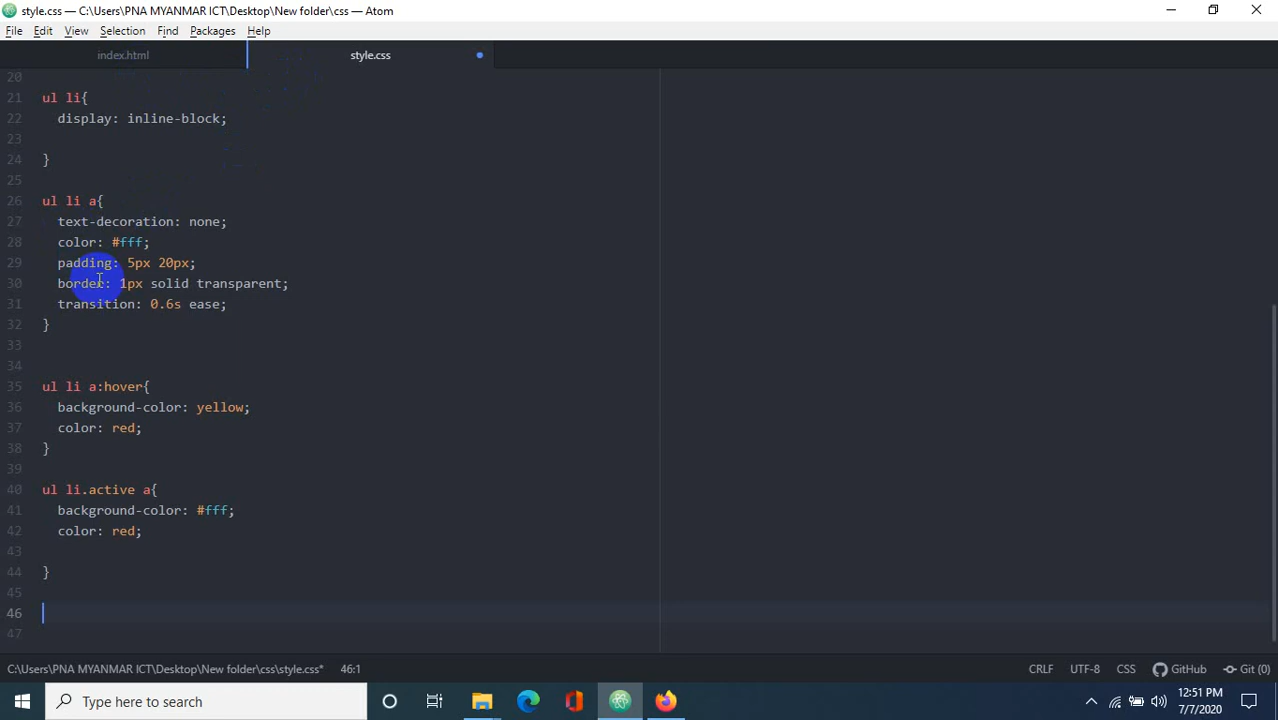 style.css — C:\Users\PNA MYANMAR ICT\Desktop\New folder\css — Atom
File Edit View Selection Find Packages Help
index.html style.css
20
21 ul li{
22 display: inline-block;
23
24 }
25
26 ul li a{
27 text-decoration: none;
28 color: #fff;
29 padding: 5px 20px;
30 border: 1px solid transparent;
31 transition: 0.6s ease;
32 }
33
34
35 ul li a:hover{
36 background-color: yellow;
37 color: red;
38 }
39
40 ul li.active a{
41 background-color: #fff;
42 color: red;
43
44 }
45
46
47
C:\Users\PNA MYANMAR ICT\Desktop\New folder\css\style.css* 46:1 CRLF UTF-8 CSS GitHub Git (0)
Type here to search 12:51 PM
7/7/2020